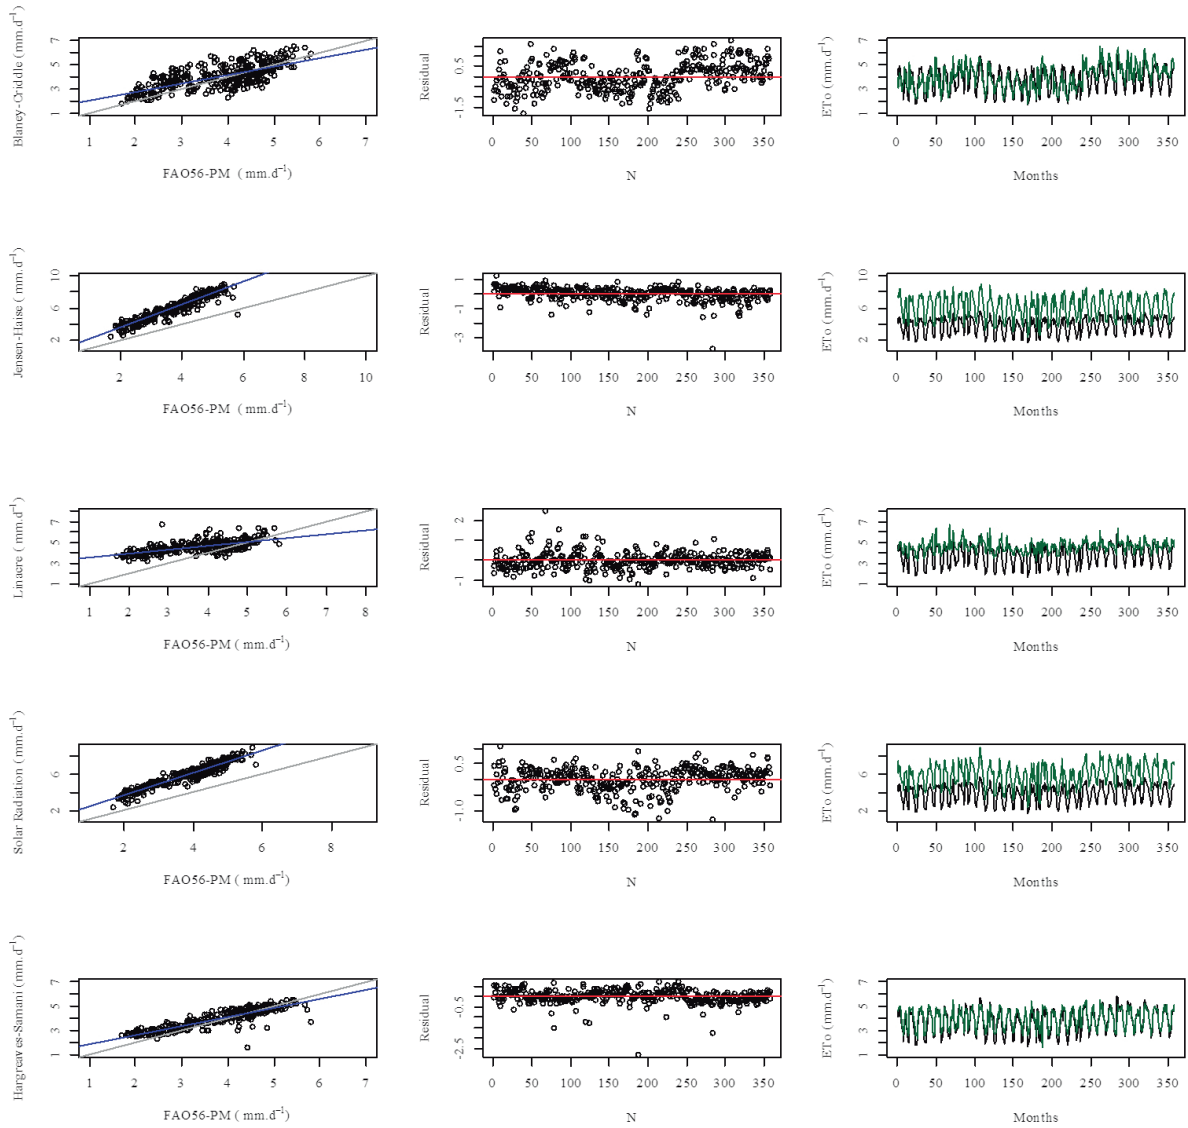 Blaney-Criddle (mm.d⁻¹)
1 3 5 7
1 2 3 4 5 6 7
FAO56-PM (mm.d⁻¹)
Residual
-1.5 0.5
0 50 100 150 200 250 300 350
N
ETo (mm.d⁻¹)
1 3 5 7
0 50 100 150 200 250 300 350
Months
Jensen-Haise (mm.d⁻¹)
2 6 10
2 4 6 8 10
FAO56-PM (mm.d⁻¹)
Residual
-3 -1 1
0 50 100 150 200 250 300 350
N
ETo (mm.d⁻¹)
2 6 10
0 50 100 150 200 250 300 350
Months
Linacre (mm.d⁻¹)
1 3 5 7
1 2 3 4 5 6 7 8
FAO56-PM (mm.d⁻¹)
Residual
-1 1 2
0 50 100 150 200 250 300 350
N
ETo (mm.d⁻¹)
1 3 5 7
0 50 100 150 200 250 300 350
Months
Solar Radiation (mm.d⁻¹)
2 6
2 4 6 8
FAO56-PM (mm.d⁻¹)
Residual
-1.0 0.5
0 50 100 150 200 250 300 350
N
ETo (mm.d⁻¹)
2 6
0 50 100 150 200 250 300 350
Months
Hargreaves-Samani (mm.d⁻¹)
1 3 5 7
1 2 3 4 5 6 7
FAO56-PM (mm.d⁻¹)
Residual
-2.5 -0.5
0 50 100 150 200 250 300 350
N
ETo (mm.d⁻¹)
1 3 5 7
0 50 100 150 200 250 300 350
Months